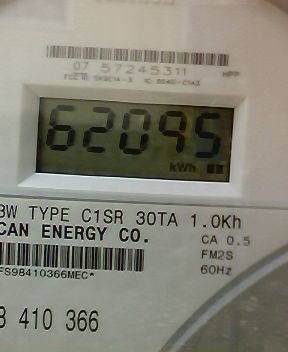 07 57245311 HPP
62095
kWh
3W TYPE C1SR 30TA 1.0Kh
CAN ENERGY CO. CA 0.5
FM2S
FS98410366MEC* 60Hz
410 366